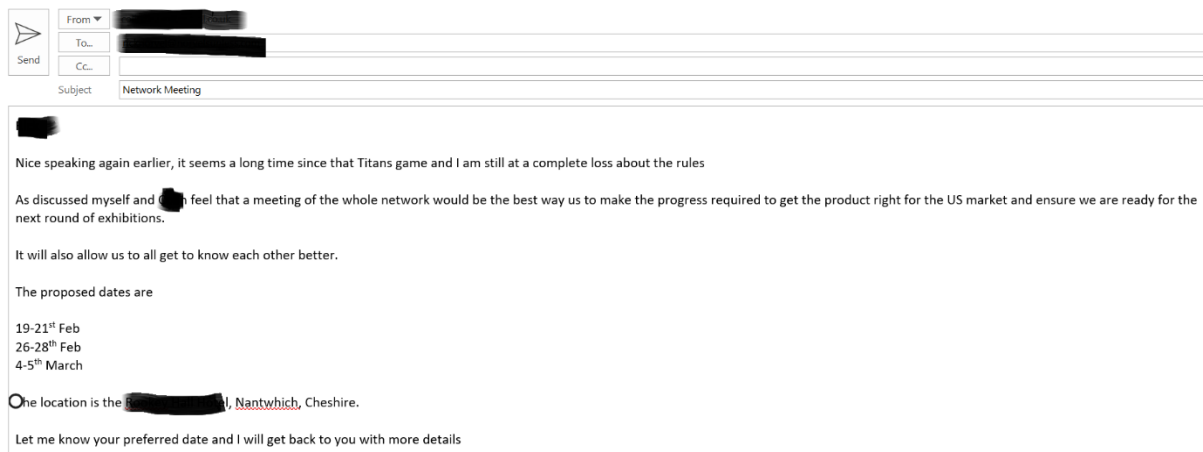 From
To...
Send
Cc...
Subject Network Meeting
Nice speaking again earlier, it seems a long time since that Titans game and I am still at a complete loss about the rules
As discussed myself and feel that a meeting of the whole network would be the best way us to make the progress required to get the product right for the US market and ensure we are ready for the
next round of exhibitions.
It will also allow us to all get to know each other better.
The proposed dates are
19-21st Feb
26-28th Feb
4-5th March
he location is the , Nantwhich, Cheshire.
Let me know your preferred date and I will get back to you with more details